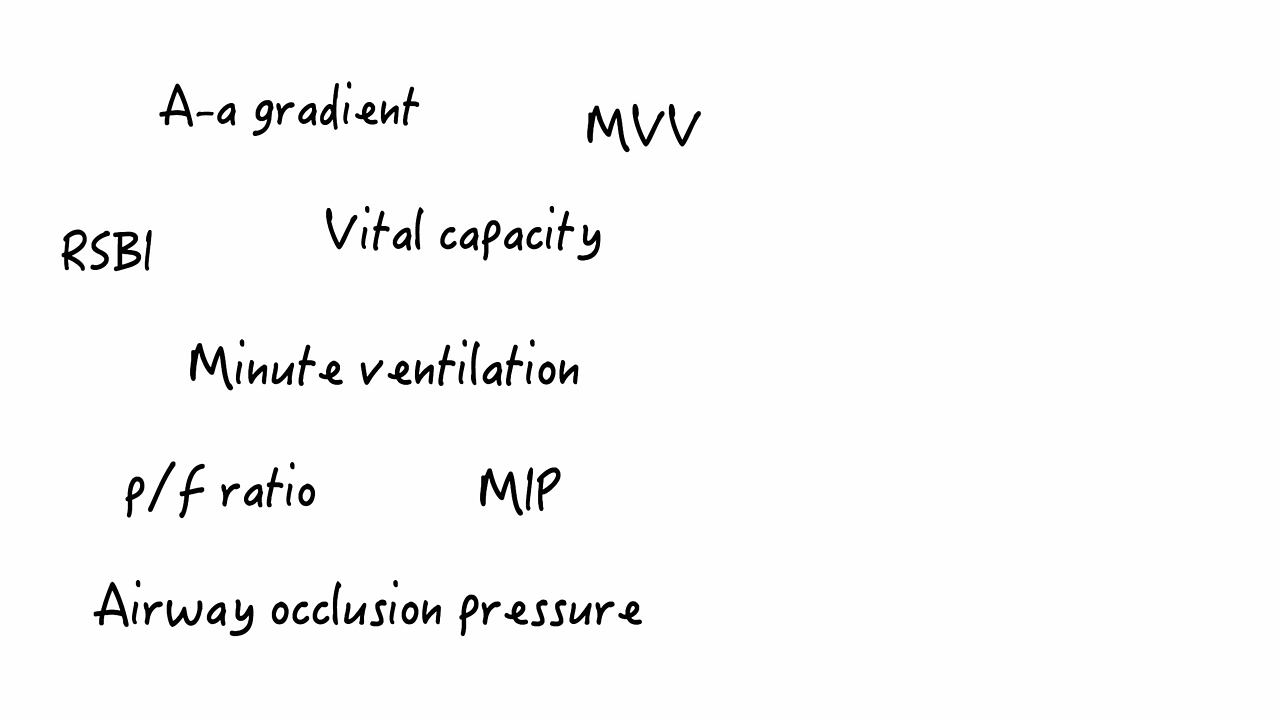 A-a gradient
MVV
RSBI
Vital capacity
Minute ventilation
p/f ratio
MIP
Airway occlusion pressure